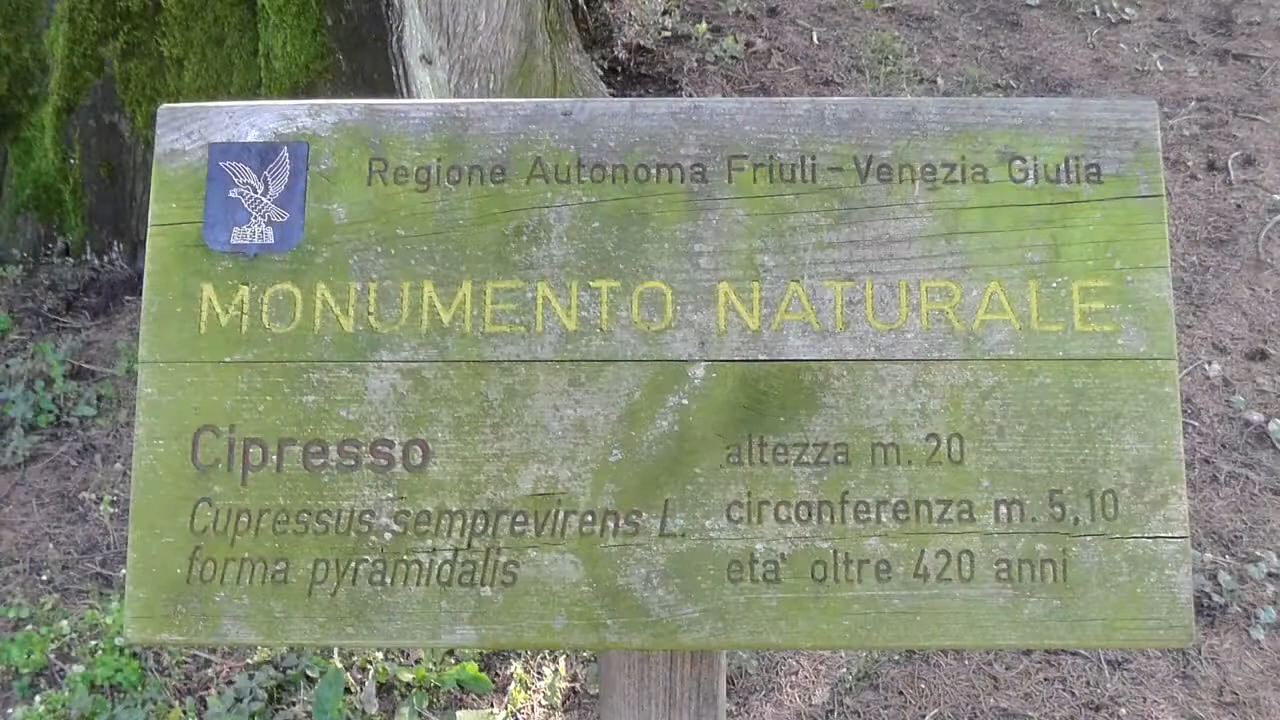 Regione Autonoma Friuli-Venezia Giulia
MONUMENTO NATURALE
Cipresso
Cupressus semprevirens L.
forma pyramidalis
altezza m. 20
circonferenza m. 5,10
eta' oltre 420 anni